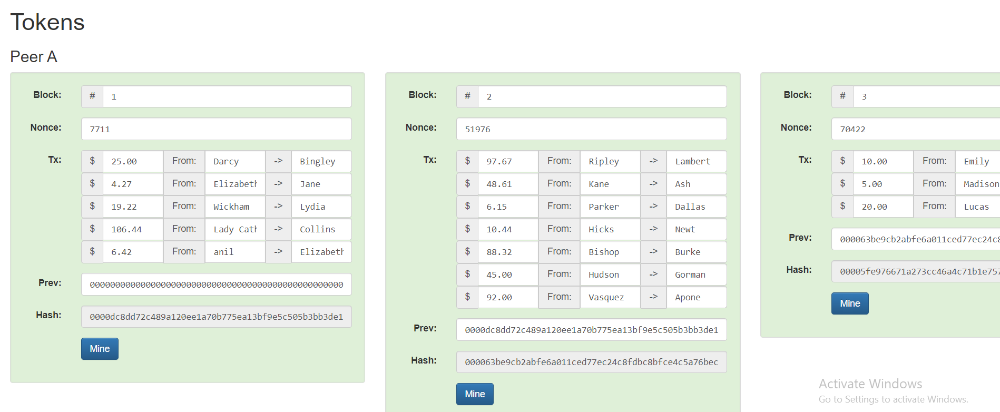 Tokens
Peer A
Block: # 1
Nonce: 7711
Tx: $ 25.00 From: Darcy -> Bingley
$ 4.27 From: Elizabeth -> Jane
$ 19.22 From: Wickham -> Lydia
$ 106.44 From: Lady Cath -> Collins
$ 6.42 From: anil -> Elizabeth
Prev: 00000000000000000000000000000000000000000000000000
Hash: 0000dc8dd72c489a120ee1a70b775ea13bf9e5c505b3bb3de1
Mine
Block: # 2
Nonce: 51976
Tx: $ 97.67 From: Ripley -> Lambert
$ 48.61 From: Kane -> Ash
$ 6.15 From: Parker -> Dallas
$ 10.44 From: Hicks -> Newt
$ 88.32 From: Bishop -> Burke
$ 45.00 From: Hudson -> Gorman
$ 92.00 From: Vasquez -> Apone
Prev: 0000dc8dd72c489a120ee1a70b775ea13bf9e5c505b3bb3de1
Hash: 000063be9cb2abfe6a011ced77ec24c8fdbc8bfce4c5a76bec
Mine
Block: # 3
Nonce: 70422
Tx: $ 10.00 From: Emily
$ 5.00 From: Madison
$ 20.00 From: Lucas
Prev: 000063be9cb2abfe6a011ced77ec24c8
Hash: 00005fe976671a273cc46a4c71b1e757
Mine
Activate Windows
Go to Settings to activate Windows.